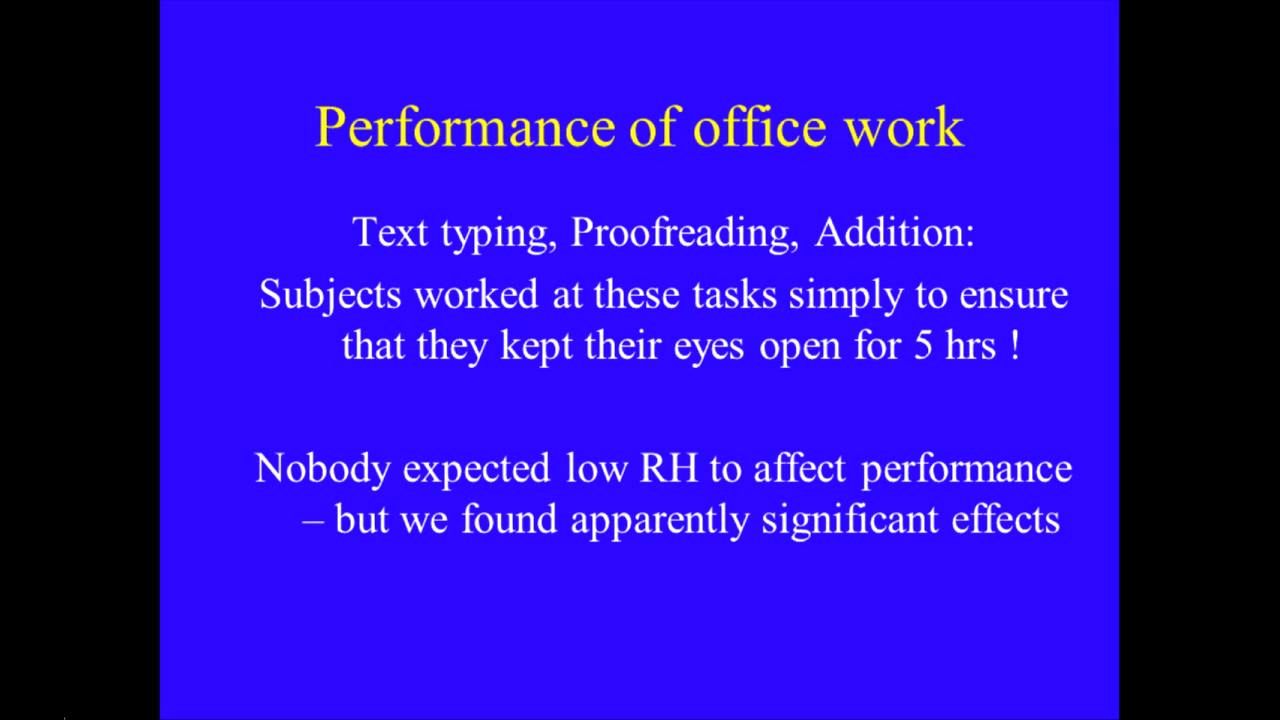 Performance of office work
Text typing, Proofreading, Addition:
Subjects worked at these tasks simply to ensure
that they kept their eyes open for 5 hrs !
Nobody expected low RH to affect performance
– but we found apparently significant effects